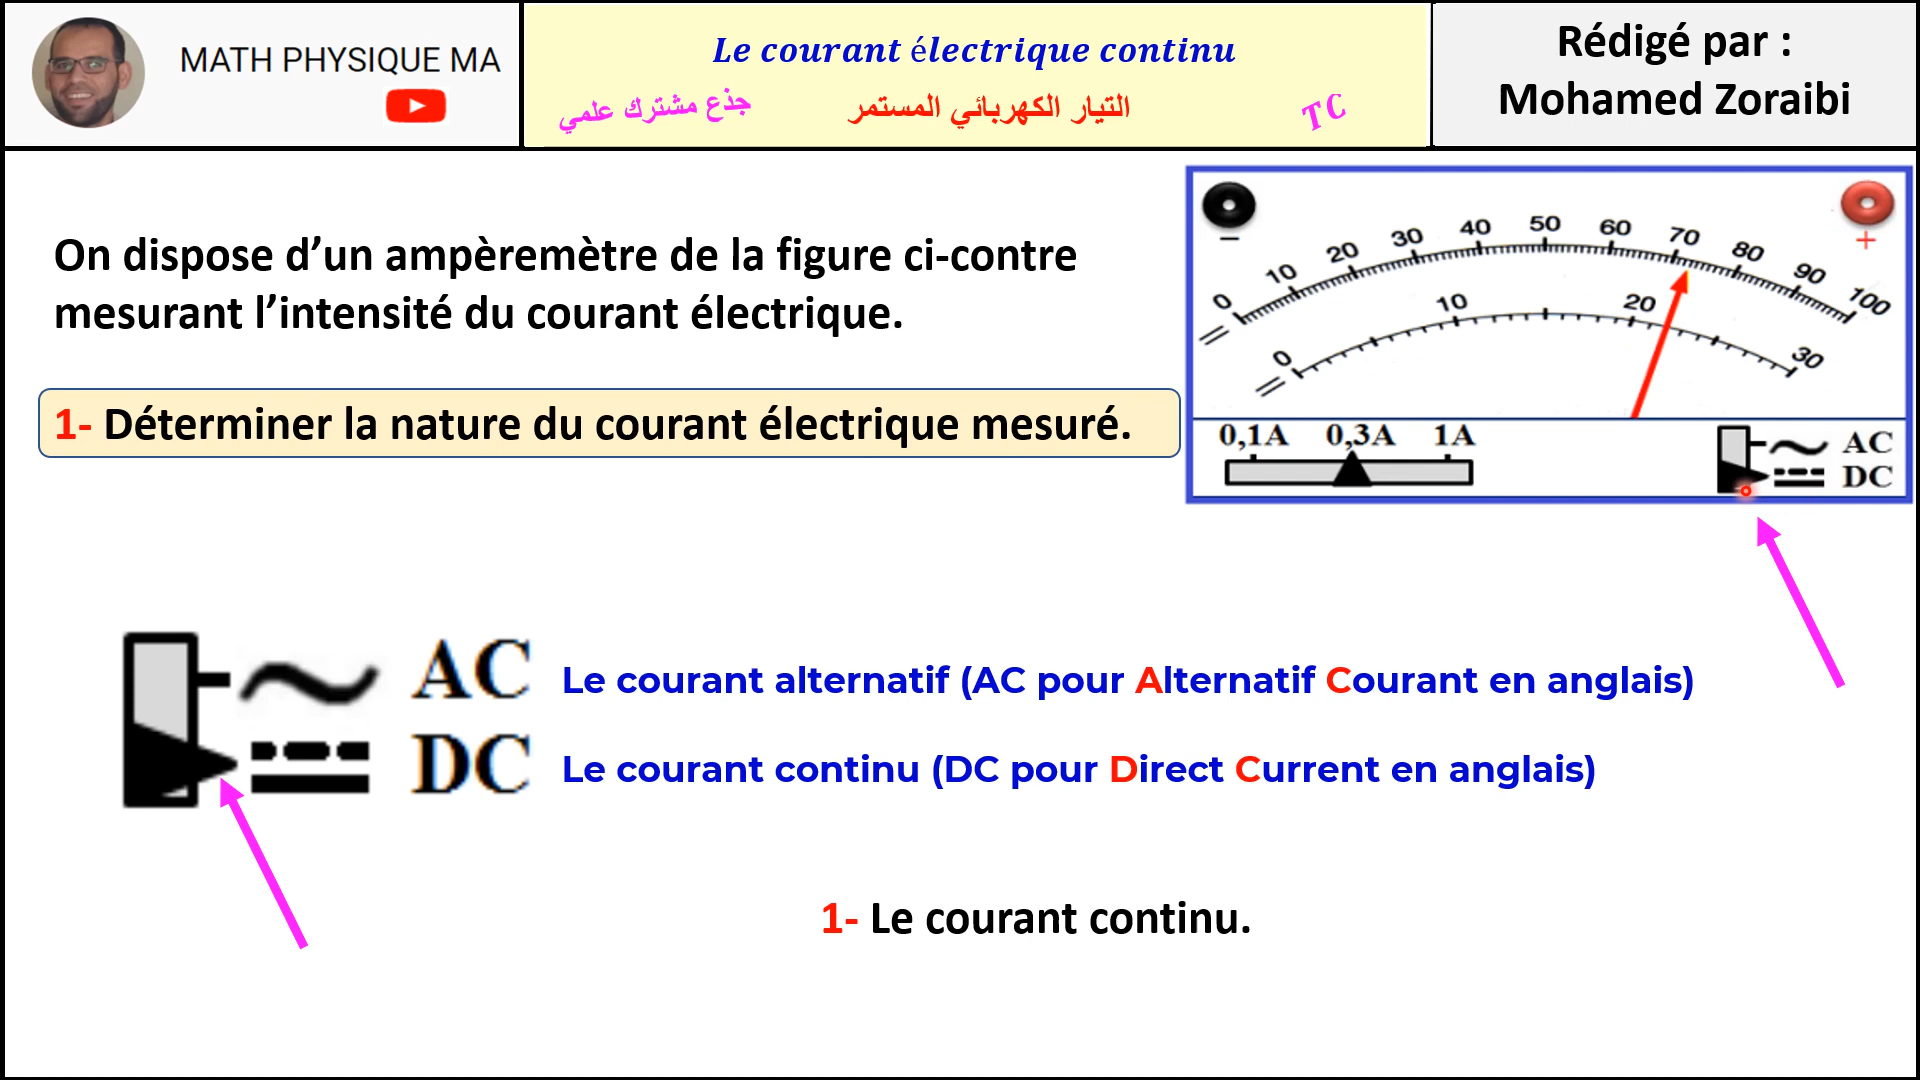 MATH PHYSIQUE MA
Le courant électrique continu
جذع مشترك علمي
التيار الكهربائي المستمر
TC
Rédigé par :
Mohamed Zoraibi
On dispose d’un ampèremètre de la figure ci-contre
mesurant l’intensité du courant électrique.
1- Déterminer la nature du courant électrique mesuré.
− +
0 10 20 30 40 50 60 70 80 90 100
0 10 20 30
0,1A 0,3A 1A
AC
DC
AC
Le courant alternatif (AC pour Alternatif Courant en anglais)
DC
Le courant continu (DC pour Direct Current en anglais)
1- Le courant continu.